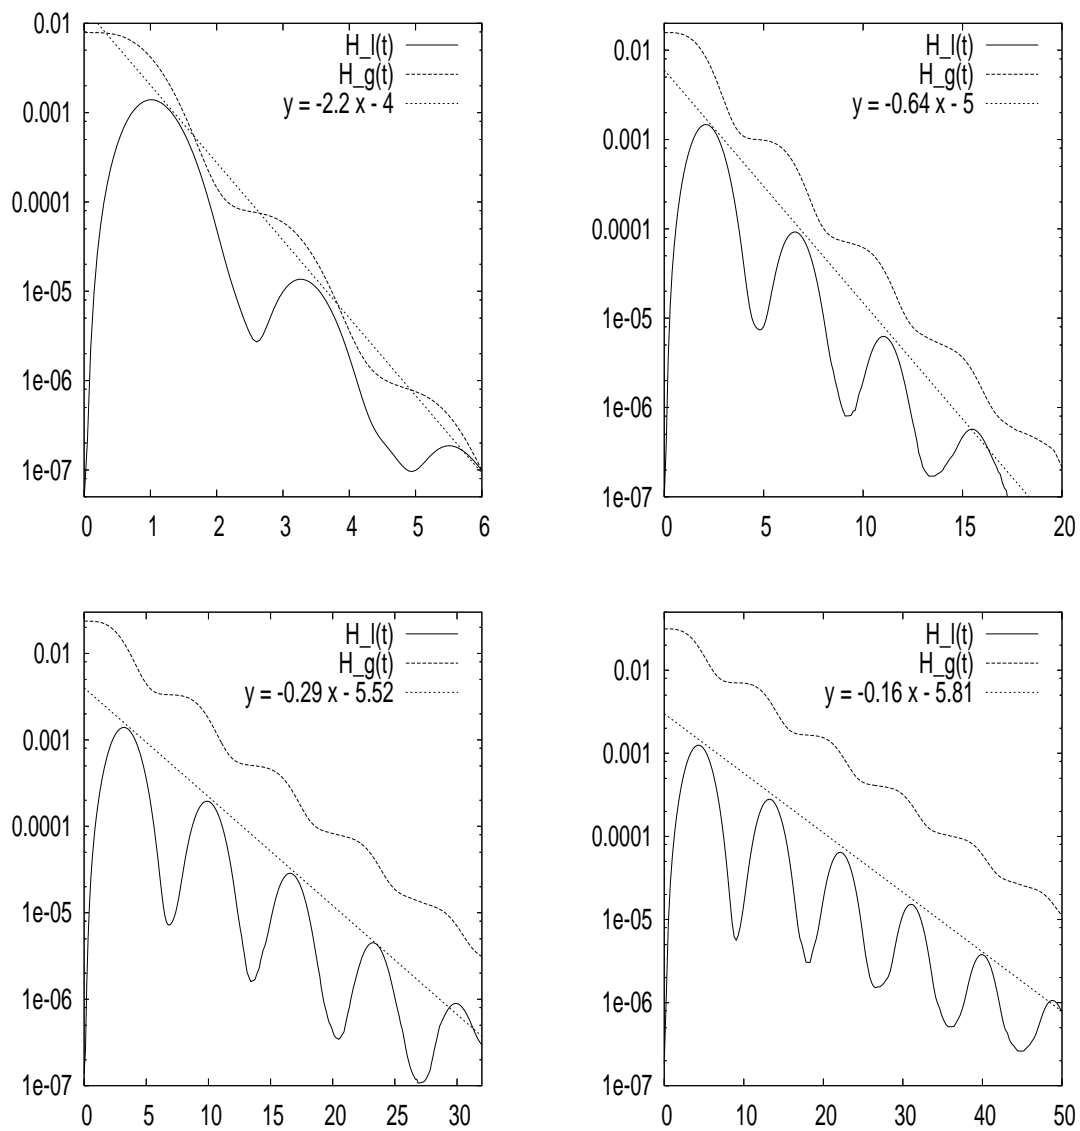 0.01
0.001
0.0001
1e-05
1e-06
1e-07
0 1 2 3 4 5 6
H_l(t)
H_g(t)
y = -2.2 x - 4
0.01
0.001
0.0001
1e-05
1e-06
1e-07
0 5 10 15 20
H_l(t)
H_g(t)
y = -0.64 x - 5
0.01
0.001
0.0001
1e-05
1e-06
1e-07
0 5 10 15 20 25 30
H_l(t)
H_g(t)
y = -0.29 x - 5.52
0.01
0.001
0.0001
1e-05
1e-06
1e-07
0 10 20 30 40 50
H_l(t)
H_g(t)
y = -0.16 x - 5.81